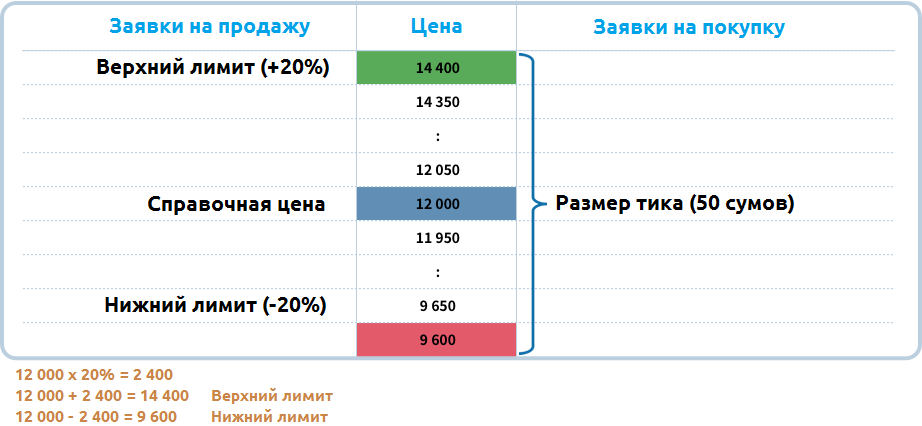 Заявки на продажу Цена Заявки на покупку
Верхний лимит (+20%) 14 400
14 350
:
12 050
Справочная цена 12 000 Размер тика (50 сумов)
11 950
:
Нижний лимит (-20%) 9 650
9 600
12 000 x 20% = 2 400
12 000 + 2 400 = 14 400 Верхний лимит
12 000 - 2 400 = 9 600 Нижний лимит